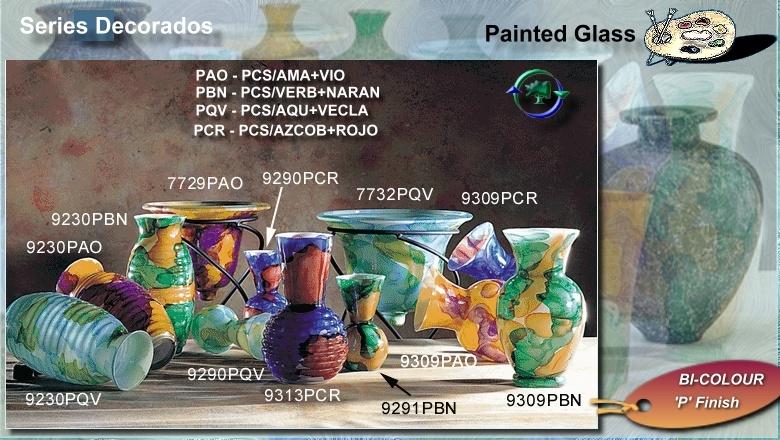 Series Decorados
Painted Glass
PAO - PCS/AMA+VIO
PBN - PCS/VERB+NARAN
PQV - PCS/AQU+VECLA
PCR - PCS/AZCOB+ROJO
7729PAO
9290PCR
7732PQV
9309PCR
9230PBN
9230PAO
9290PQV
9309PAO
9313PCR
9230PQV
9291PBN
9309PBN
BI-COLOUR
'P' Finish